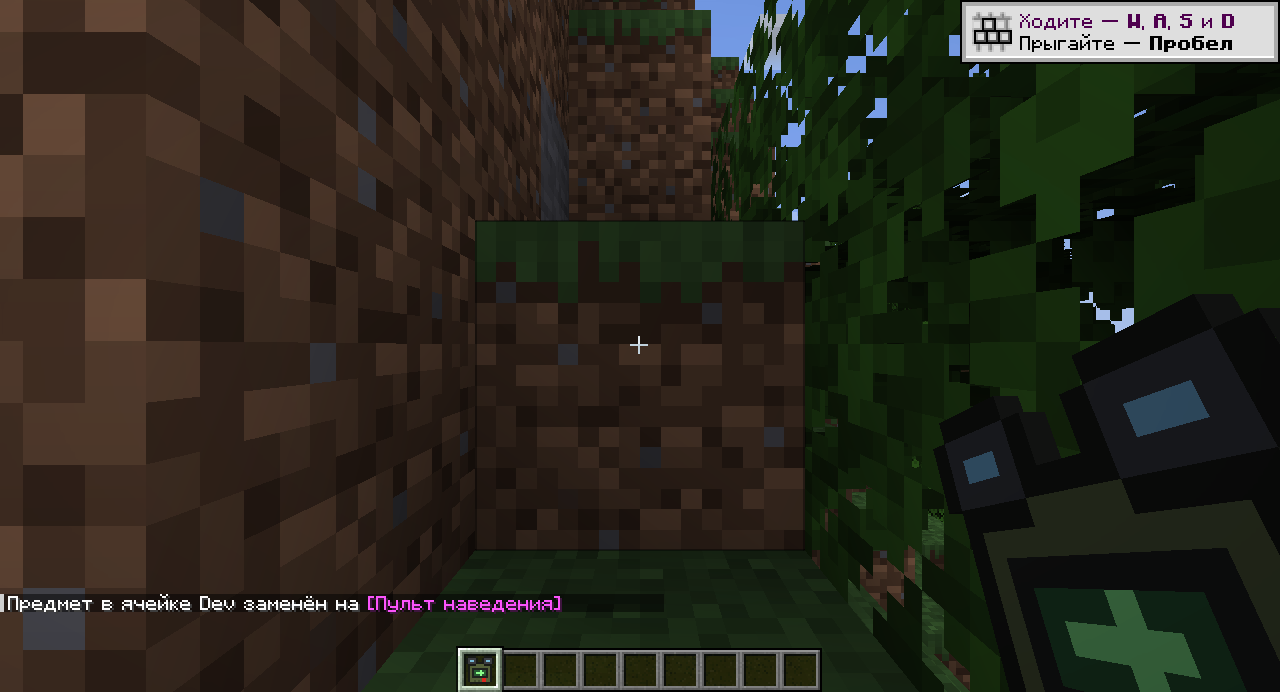 Ходите — W, A, S и D
Прыгайте — Пробел
Предмет в ячейке Dev заменён на [Пульт наведения]